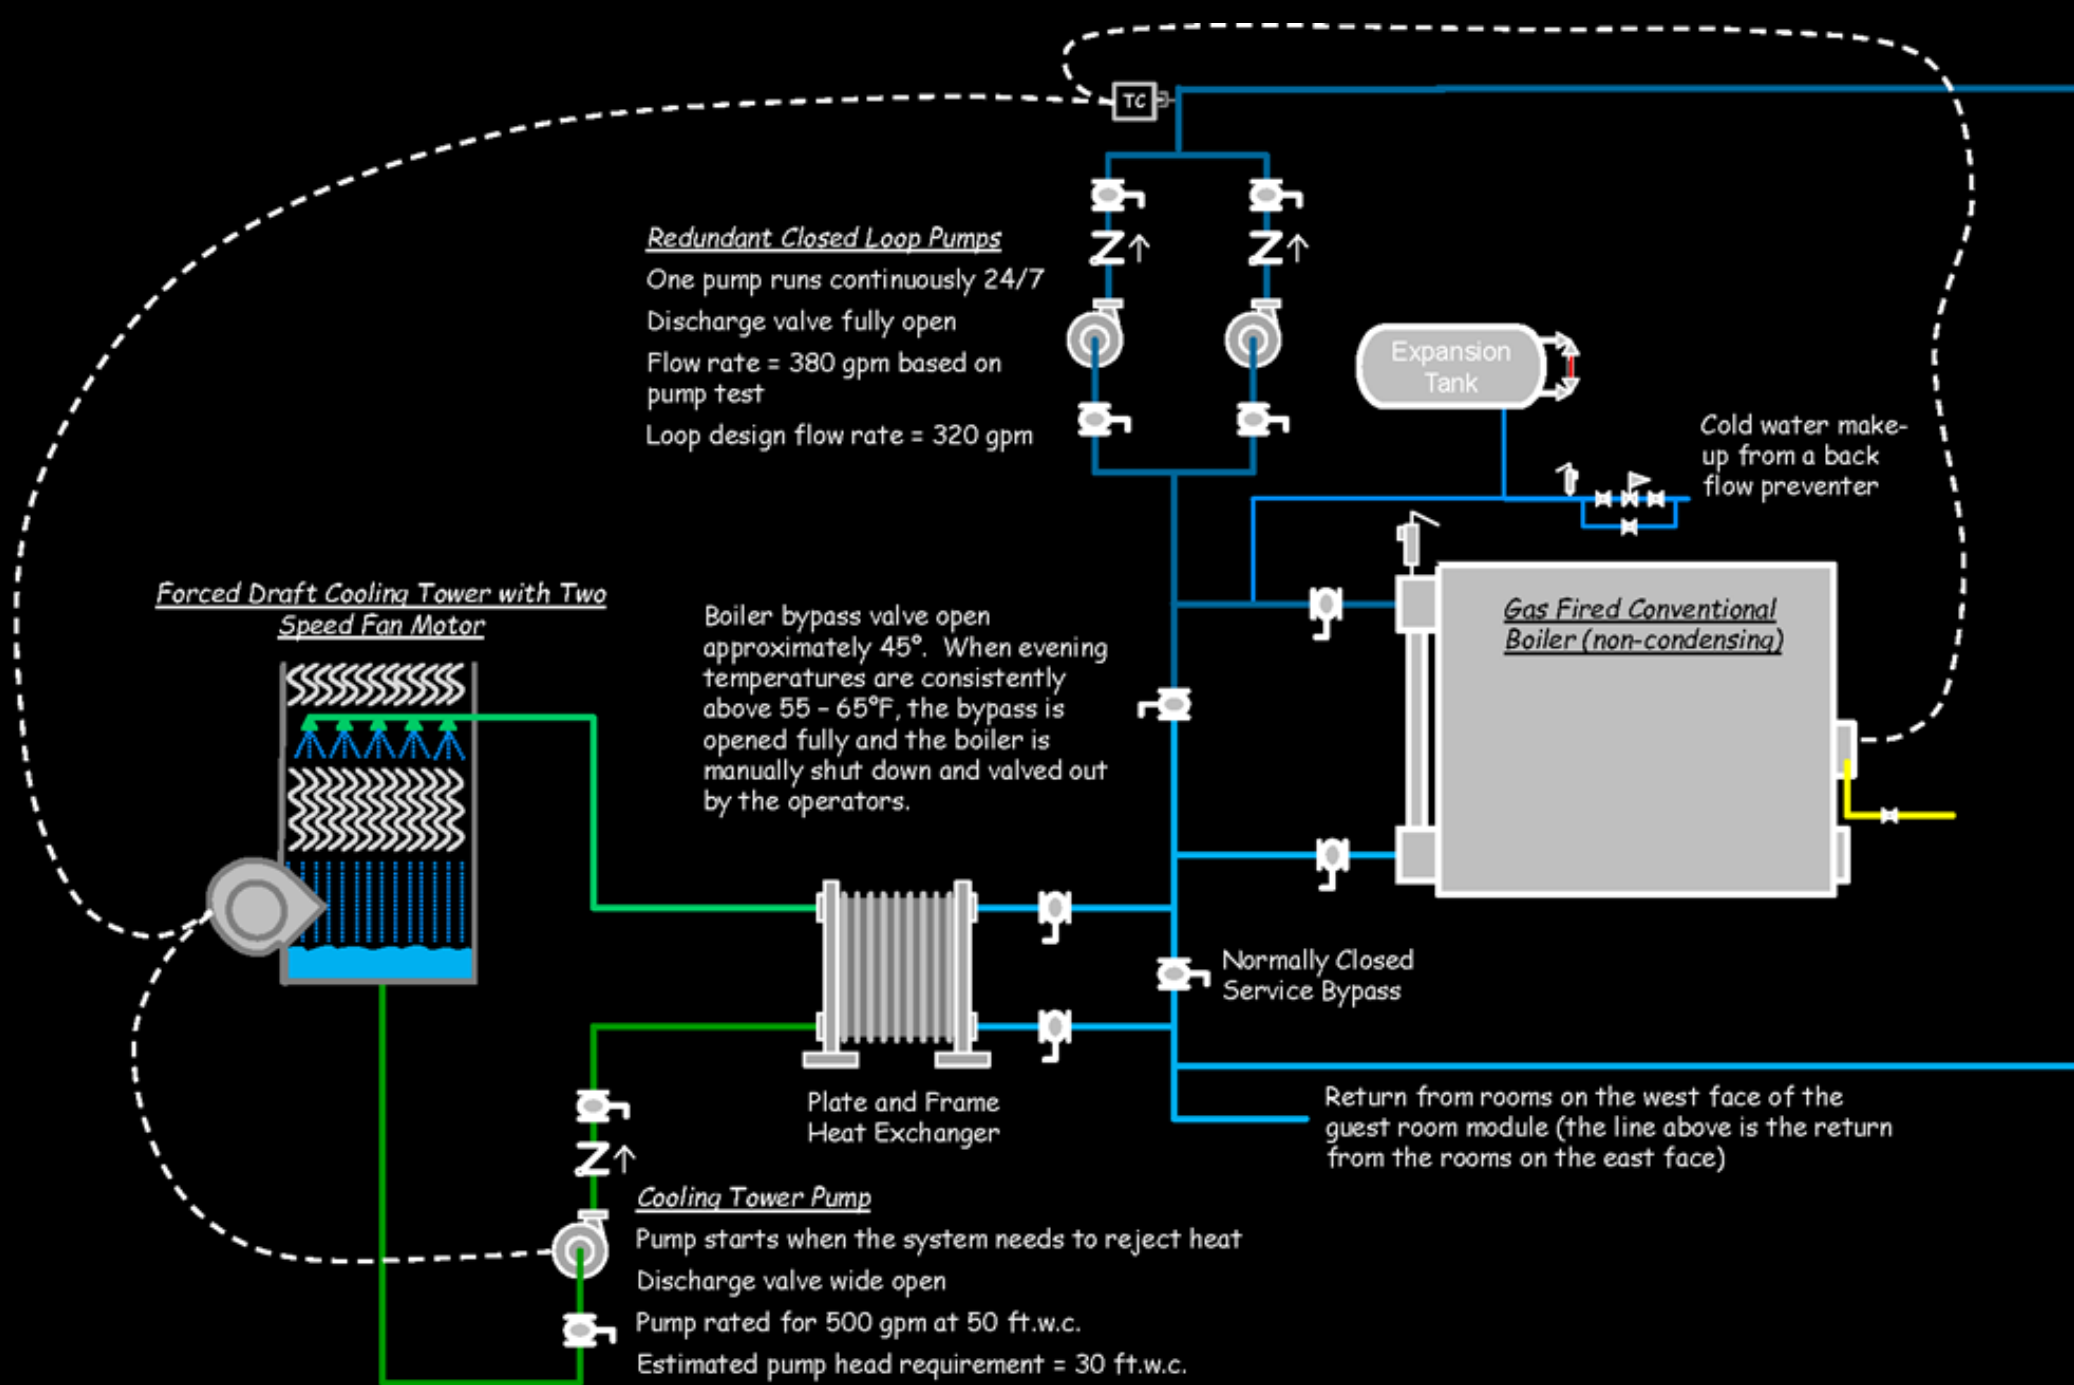 TC
Redundant Closed Loop Pumps
One pump runs continuously 24/7
Discharge valve fully open
Flow rate = 380 gpm based on
pump test
Loop design flow rate = 320 gpm
Expansion
Tank
Cold water make-
up from a back
flow preventer
Forced Draft Cooling Tower with Two
Speed Fan Motor
Boiler bypass valve open
approximately 45°. When evening
temperatures are consistently
above 55 - 65°F, the bypass is
opened fully and the boiler is
manually shut down and valved out
by the operators.
Gas Fired Conventional
Boiler (non-condensing)
Normally Closed
Service Bypass
Plate and Frame
Heat Exchanger
Return from rooms on the west face of the
guest room module (the line above is the return
from the rooms on the east face)
Cooling Tower Pump
Pump starts when the system needs to reject heat
Discharge valve wide open
Pump rated for 500 gpm at 50 ft.w.c.
Estimated pump head requirement = 30 ft.w.c.